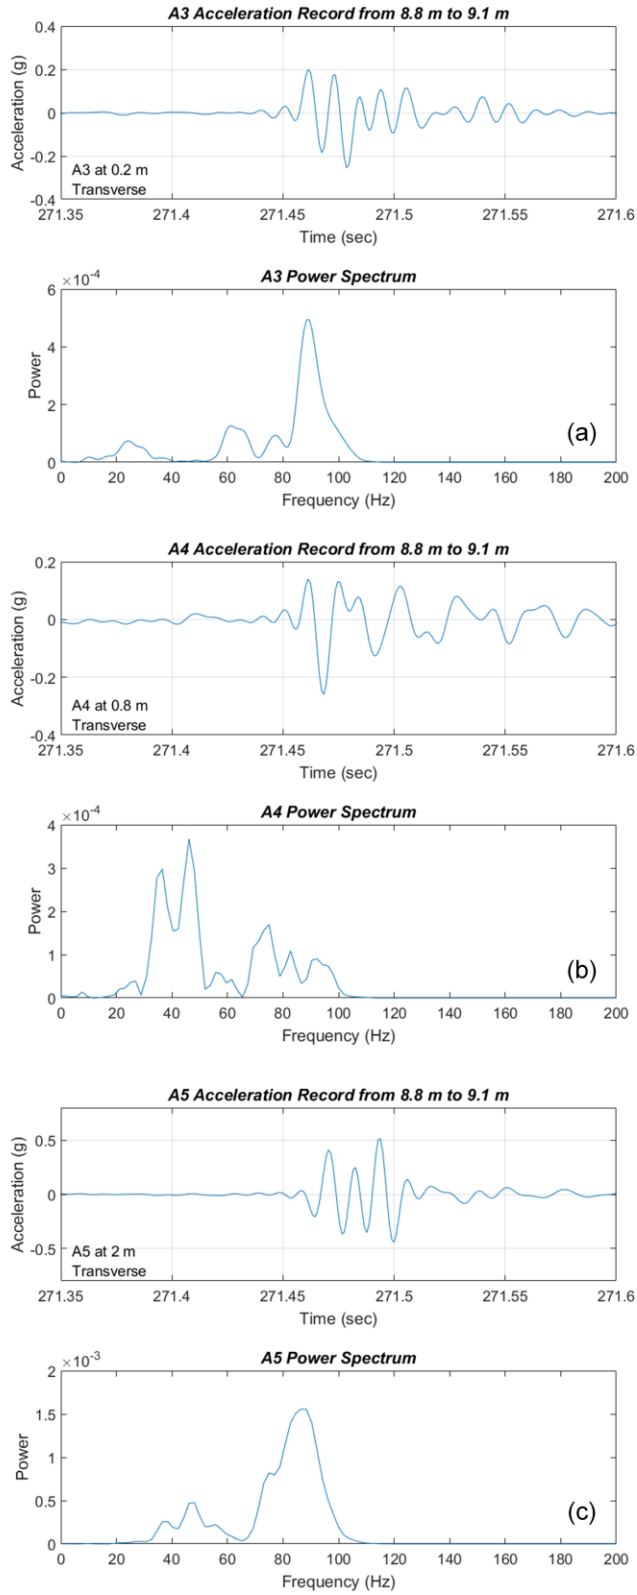 A3 Acceleration Record from 8.8 m to 9.1 m
0.4
0.2
0
-0.2
-0.4
Acceleration (g)
A3 at 0.2 m
Transverse
271.35 271.4 271.45 271.5 271.55 271.6
Time (sec)
A3 Power Spectrum
×10⁻⁴
6
4
2
0
Power
(a)
0 20 40 60 80 100 120 140 160 180 200
Frequency (Hz)
A4 Acceleration Record from 8.8 m to 9.1 m
0.2
0
-0.2
-0.4
Acceleration (g)
A4 at 0.8 m
Transverse
271.35 271.4 271.45 271.5 271.55 271.6
Time (sec)
A4 Power Spectrum
×10⁻⁴
4
3
2
1
0
Power
(b)
0 20 40 60 80 100 120 140 160 180 200
Frequency (Hz)
A5 Acceleration Record from 8.8 m to 9.1 m
0.5
0
-0.5
Acceleration (g)
A5 at 2 m
Transverse
271.35 271.4 271.45 271.5 271.55 271.6
Time (sec)
A5 Power Spectrum
×10⁻³
2
1.5
1
0.5
0
Power
(c)
0 20 40 60 80 100 120 140 160 180 200
Frequency (Hz)